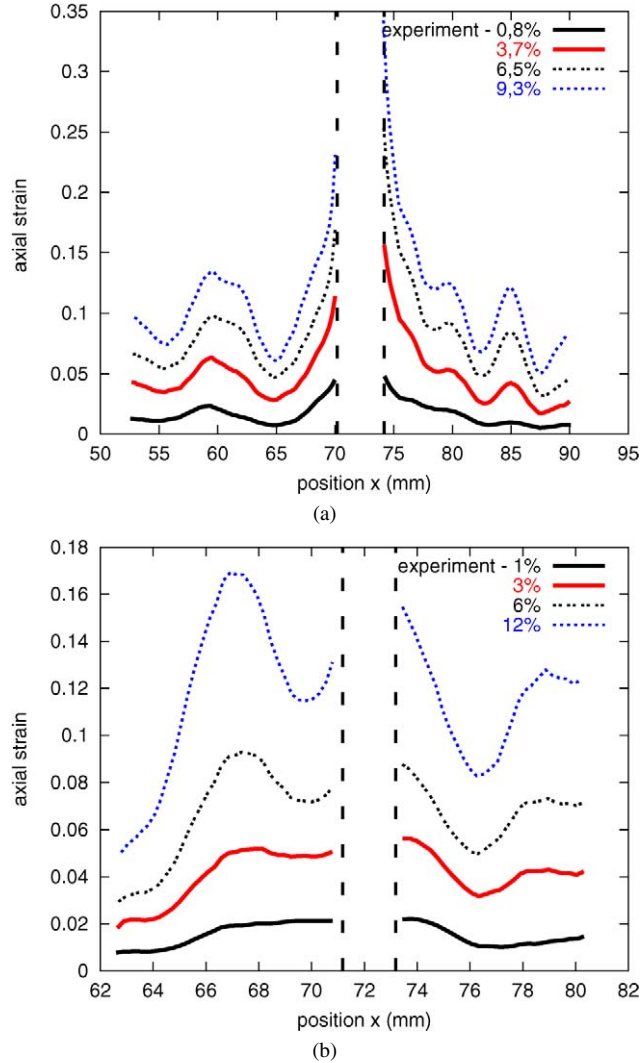 0.35
0.3
0.25
0.2
0.15
0.1
0.05
0
axial strain
experiment - 0,8%
3,7%
6,5%
9,3%
50 55 60 65 70 75 80 85 90 95
position x (mm)
(a)
0.18
0.16
0.14
0.12
0.1
0.08
0.06
0.04
0.02
0
axial strain
experiment - 1%
3%
6%
12%
62 64 66 68 70 72 74 76 78 80 82
position x (mm)
(b)